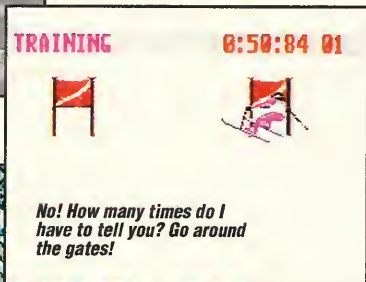 TRAINING 0:50:84 01
No! How many times do I
have to tell you? Go around
the gates!